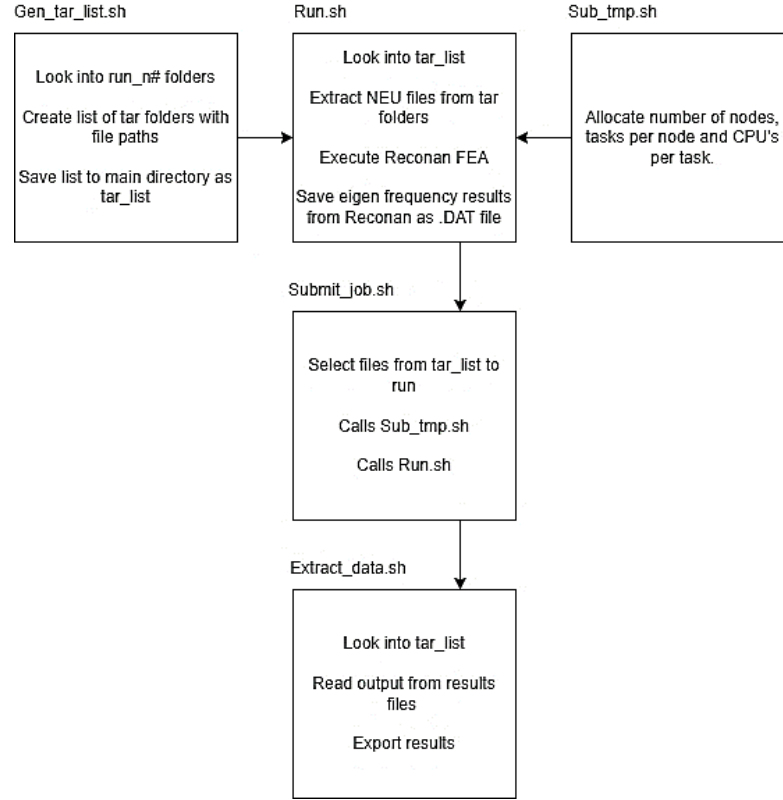 Gen_tar_list.sh
Look into run_n# folders
Create list of tar folders with
file paths
Save list to main directory as
tar_list
Run.sh
Look into tar_list
Extract NEU files from tar
folders
Execute Reconan FEA
Save eigen frequency results
from Reconan as .DAT file
Sub_tmp.sh
Allocate number of nodes,
tasks per node and CPU's
per task.
Submit_job.sh
Select files from tar_list to
run
Calls Sub_tmp.sh
Calls Run.sh
Extract_data.sh
Look into tar_list
Read output from results
files
Export results